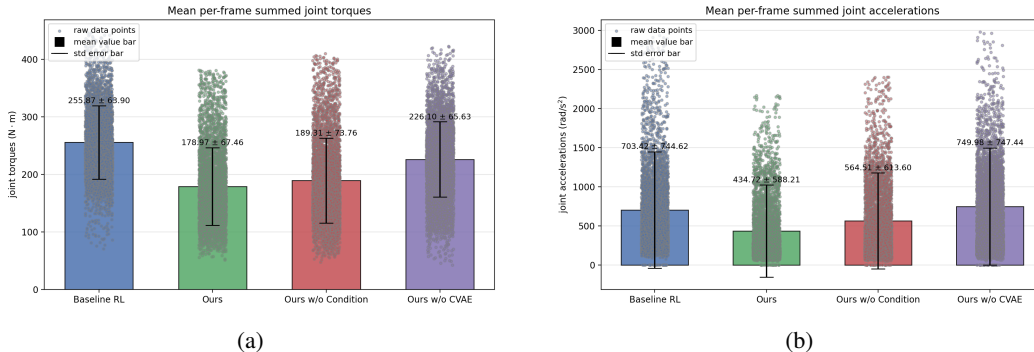 Mean per-frame summed joint torques
raw data points
mean value bar
std error bar
400
300
200
100
0
joint torques (N·m)
255.87 ± 63.90
178.97 ± 67.46
189.31 ± 73.76
226.10 ± 65.63
Baseline RL
Ours
Ours w/o Condition
Ours w/o CVAE
(a)
Mean per-frame summed joint accelerations
raw data points
mean value bar
std error bar
3000
2500
2000
1500
1000
500
0
joint accelerations (rad/s²)
703.42 ± 744.62
434.72 ± 588.21
564.51 ± 613.60
749.98 ± 747.44
Baseline RL
Ours
Ours w/o Condition
Ours w/o CVAE
(b)